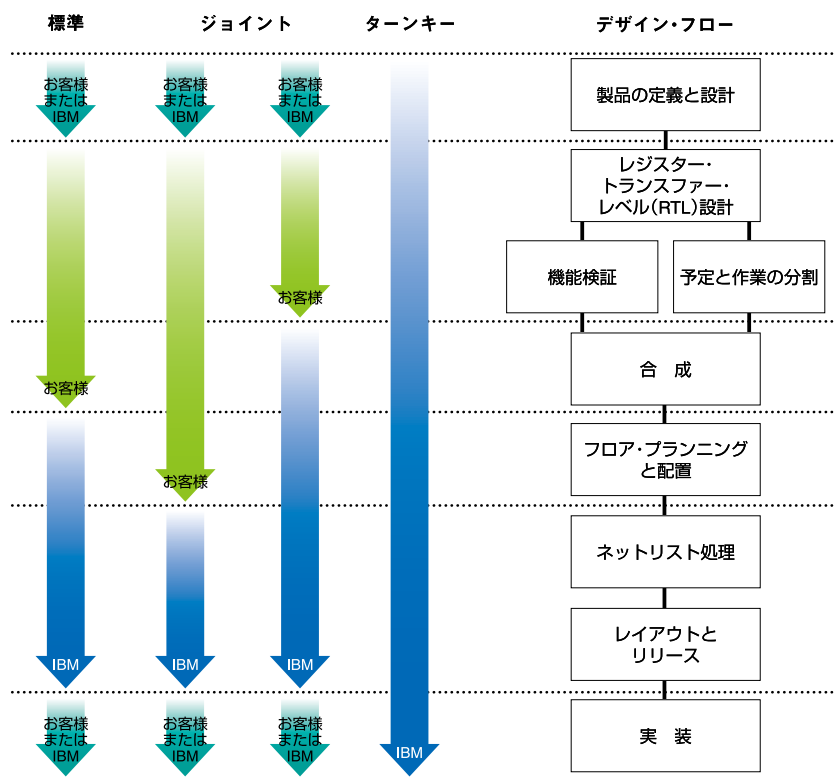 標準
ジョイント
ターンキー
デザイン・フロー
お客様
または
IBM
お客様
または
IBM
お客様
または
IBM
製品の定義と設計
レジスター・
トランスファー・
レベル(RTL)設計
機能検証
予定と作業の分割
お客様
合 成
お客様
フロア・プランニング
と配置
お客様
ネットリスト処理
レイアウトと
リリース
IBM
IBM
IBM
お客様
または
IBM
お客様
または
IBM
お客様
または
IBM
IBM
実 装